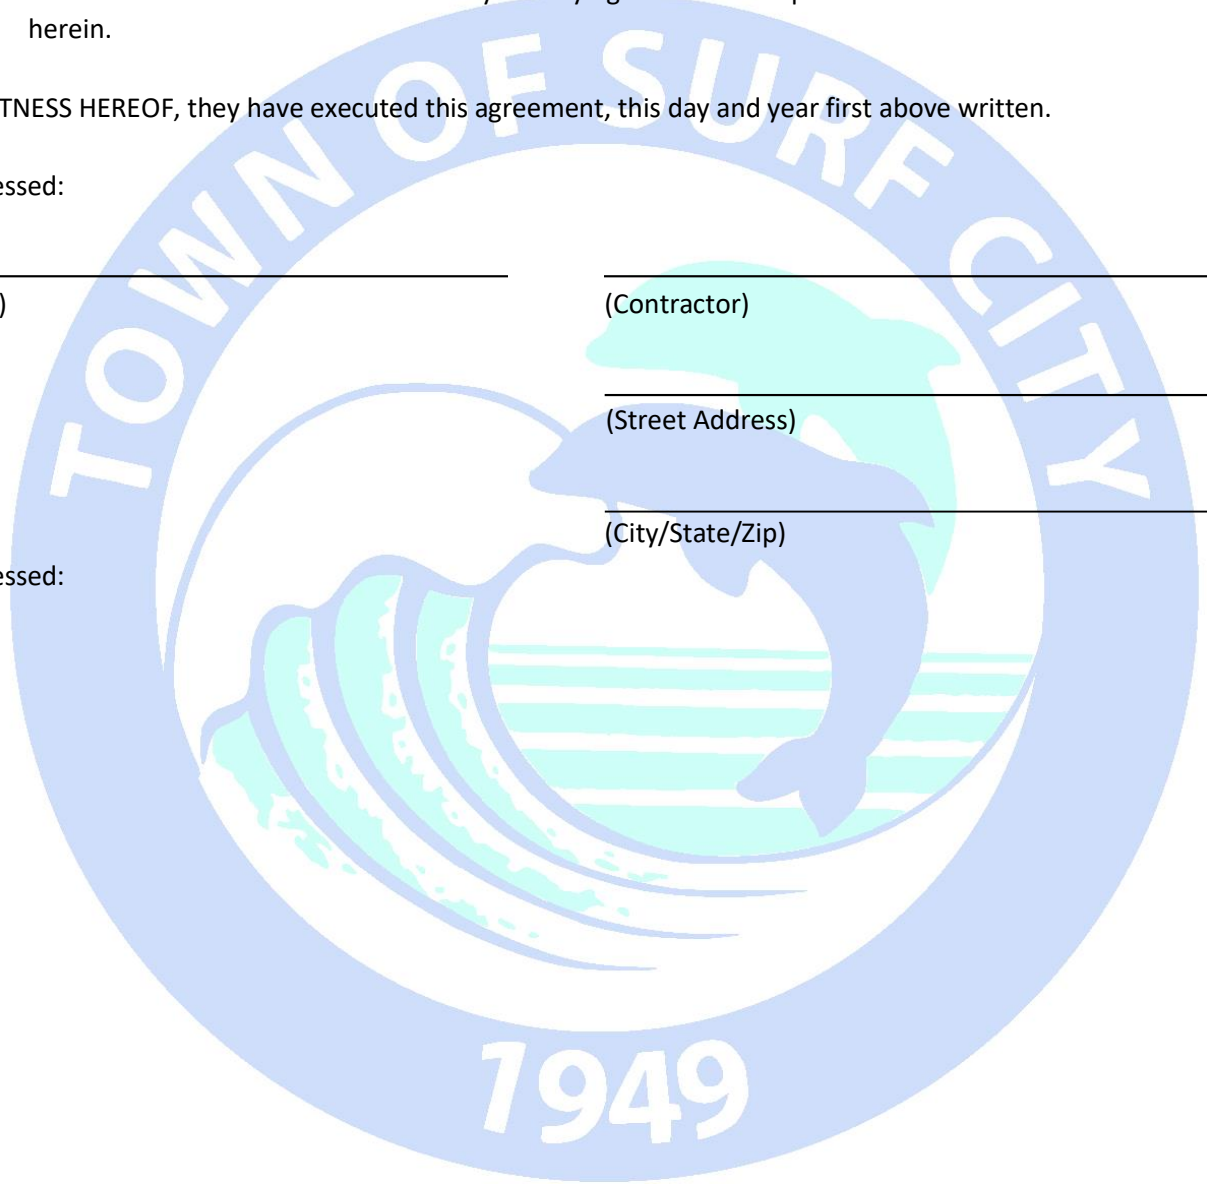 herein.
TNESS HEREOF, they have executed this agreement, this day and year first above written.
essed:
)
(Contractor)
(Street Address)
(City/State/Zip)
essed:
TOWN OF SURF CITY
1949